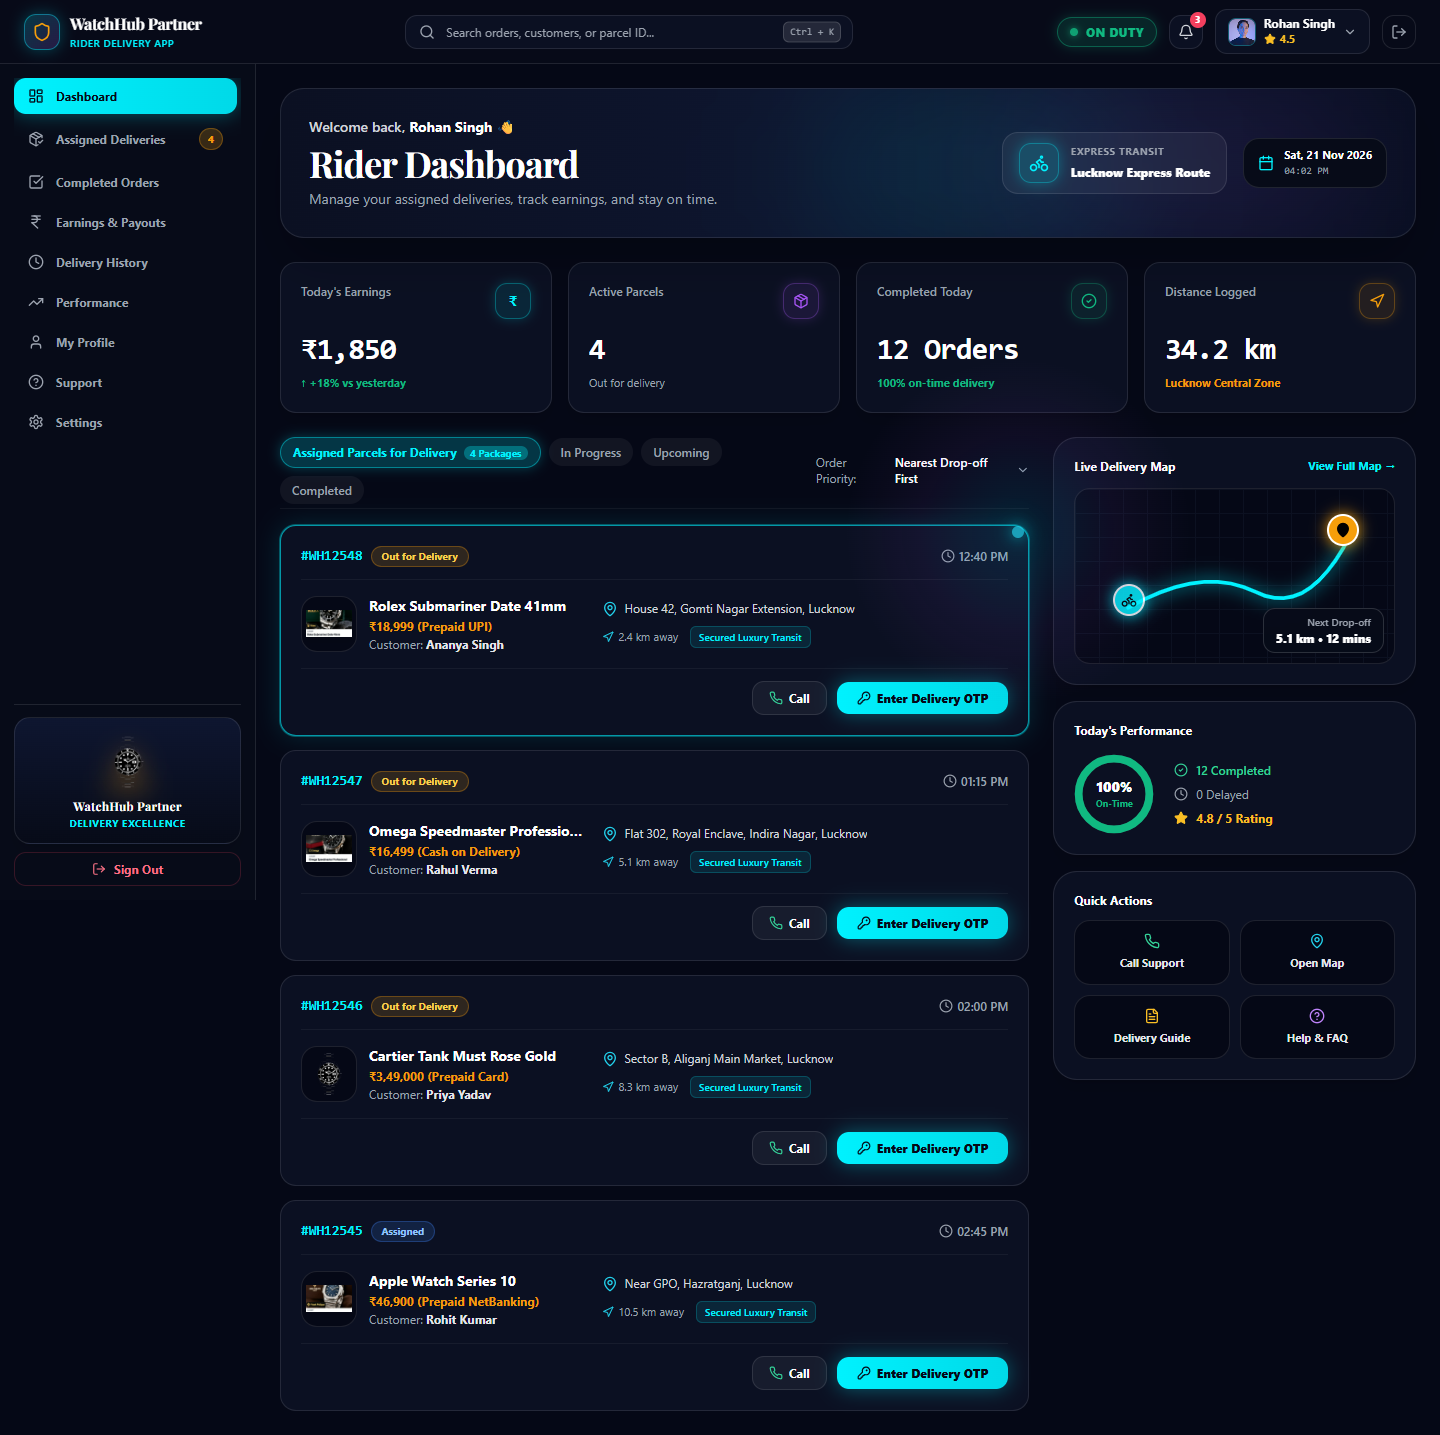 WatchHub Partner
RIDER DELIVERY APP
Search orders, customers, or parcel ID...
Ctrl + K
ON DUTY
3
Rohan Singh
4.5
Dashboard
Assigned Deliveries
4
Completed Orders
₹ Earnings & Payouts
Delivery History
Performance
My Profile
Support
Settings
WatchHub Partner
DELIVERY EXCELLENCE
Sign Out
Welcome back, Rohan Singh 👋
Rider Dashboard
Manage your assigned deliveries, track earnings, and stay on time.
EXPRESS TRANSIT
Lucknow Express Route
Sat, 21 Nov 2026
04:02 PM
Today's Earnings
₹
₹1,850
↑ +18% vs yesterday
Active Parcels
4
Out for delivery
Completed Today
12 Orders
100% on-time delivery
Distance Logged
34.2 km
Lucknow Central Zone
Assigned Parcels for Delivery 4 Packages
In Progress
Upcoming
Completed
Order Priority:
Nearest Drop-off First
#WH12548
Out for Delivery
12:40 PM
Rolex Submariner Date 41mm
₹18,999 (Prepaid UPI)
Customer: Ananya Singh
House 42, Gomti Nagar Extension, Lucknow
2.4 km away
Secured Luxury Transit
Call
Enter Delivery OTP
#WH12547
Out for Delivery
01:15 PM
Omega Speedmaster Professio...
₹16,499 (Cash on Delivery)
Customer: Rahul Verma
Flat 302, Royal Enclave, Indira Nagar, Lucknow
5.1 km away
Secured Luxury Transit
Call
Enter Delivery OTP
#WH12546
Out for Delivery
02:00 PM
Cartier Tank Must Rose Gold
₹3,49,000 (Prepaid Card)
Customer: Priya Yadav
Sector B, Aliganj Main Market, Lucknow
8.3 km away
Secured Luxury Transit
Call
Enter Delivery OTP
#WH12545
Assigned
02:45 PM
Apple Watch Series 10
₹46,900 (Prepaid NetBanking)
Customer: Rohit Kumar
Near GPO, Hazratganj, Lucknow
10.5 km away
Secured Luxury Transit
Call
Enter Delivery OTP
Live Delivery Map
View Full Map →
Next Drop-off
5.1 km • 12 mins
Today's Performance
100%
On-Time
12 Completed
0 Delayed
4.8 / 5 Rating
Quick Actions
Call Support
Open Map
Delivery Guide
Help & FAQ